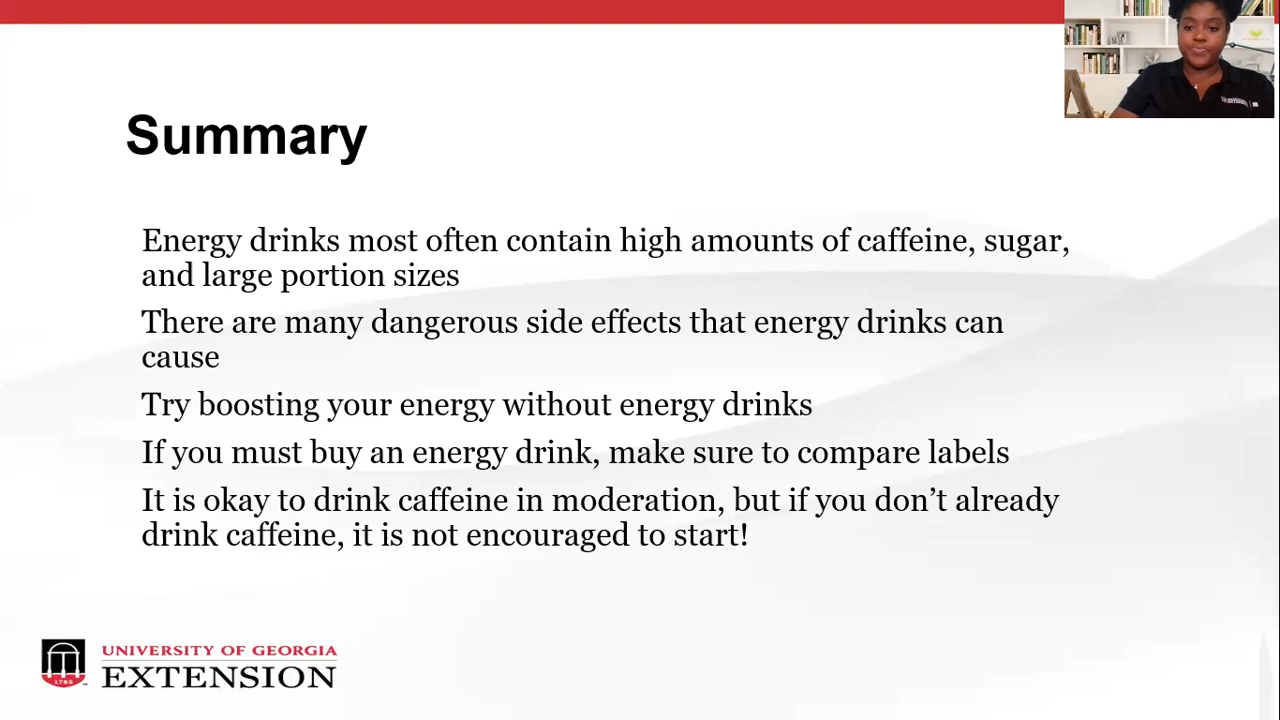 Summary
Energy drinks most often contain high amounts of caffeine, sugar,
and large portion sizes
There are many dangerous side effects that energy drinks can
cause
Try boosting your energy without energy drinks
If you must buy an energy drink, make sure to compare labels
It is okay to drink caffeine in moderation, but if you don’t already
drink caffeine, it is not encouraged to start!
1785
UNIVERSITY OF GEORGIA
EXTENSION